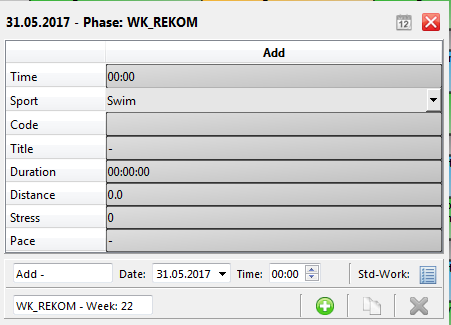 31.05.2017 - Phase: WK_REKOM
12
Add
Time 00:00
Sport Swim
Code
Title -
Duration 00:00:00
Distance 0.0
Stress 0
Pace -
Add - Date: 31.05.2017 Time: 00:00 Std-Work:
WK_REKOM - Week: 22